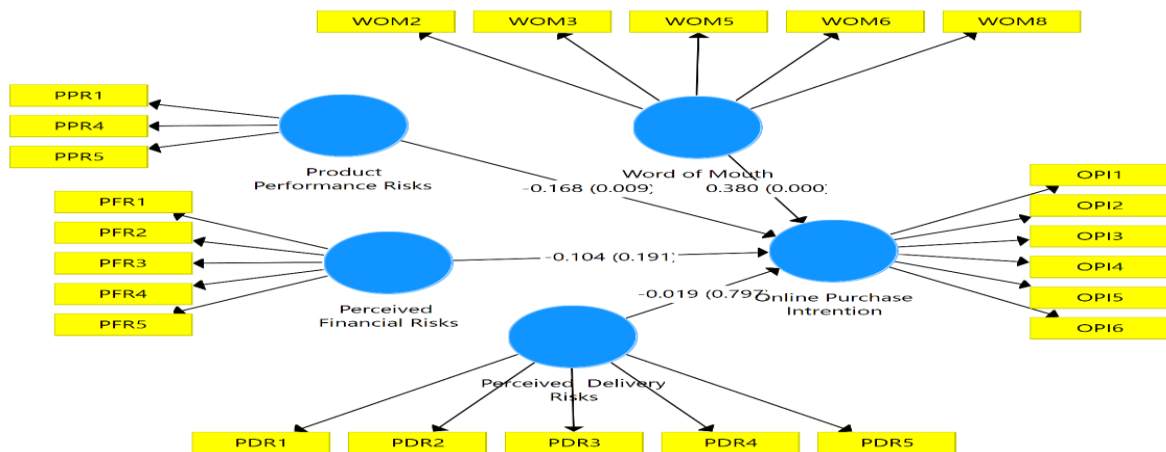 WOM2
WOM3
WOM5
WOM6
WOM8
PPR1
PPR4
PPR5
Product
Performance Risks
Word of Mouth
-0.168 (0.009)
0.380 (0.000)
PFR1
PFR2
PFR3
PFR4
PFR5
Perceived
Financial Risks
-0.104 (0.191)
-0.019 (0.797)
Online Purchase
Intrention
OPI1
OPI2
OPI3
OPI4
OPI5
OPI6
Perceived Delivery
Risks
PDR1
PDR2
PDR3
PDR4
PDR5